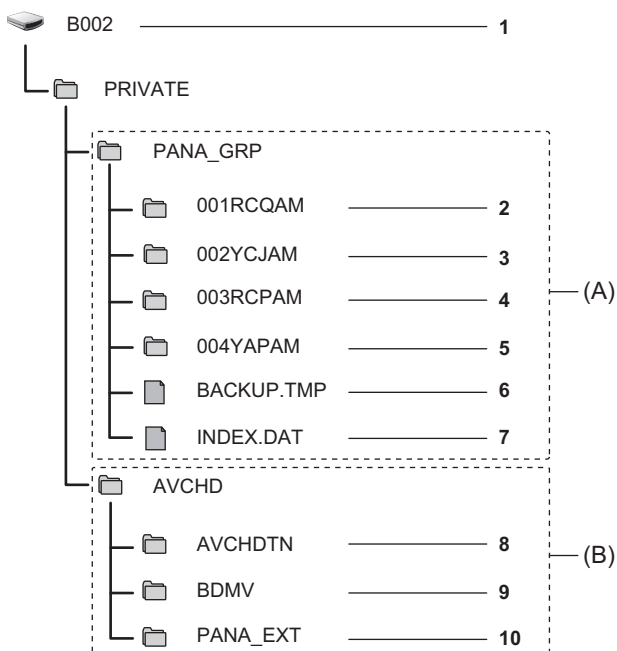 B002 1
PRIVATE
PANA_GRP
001RCQAM 2
002YCJAM 3
003RCPAM 4
(A)
004YAPAM 5
BACKUP.TMP 6
INDEX.DAT 7
AVCHD
AVCHDTN 8
(B)
BDMV 9
PANA_EXT 10